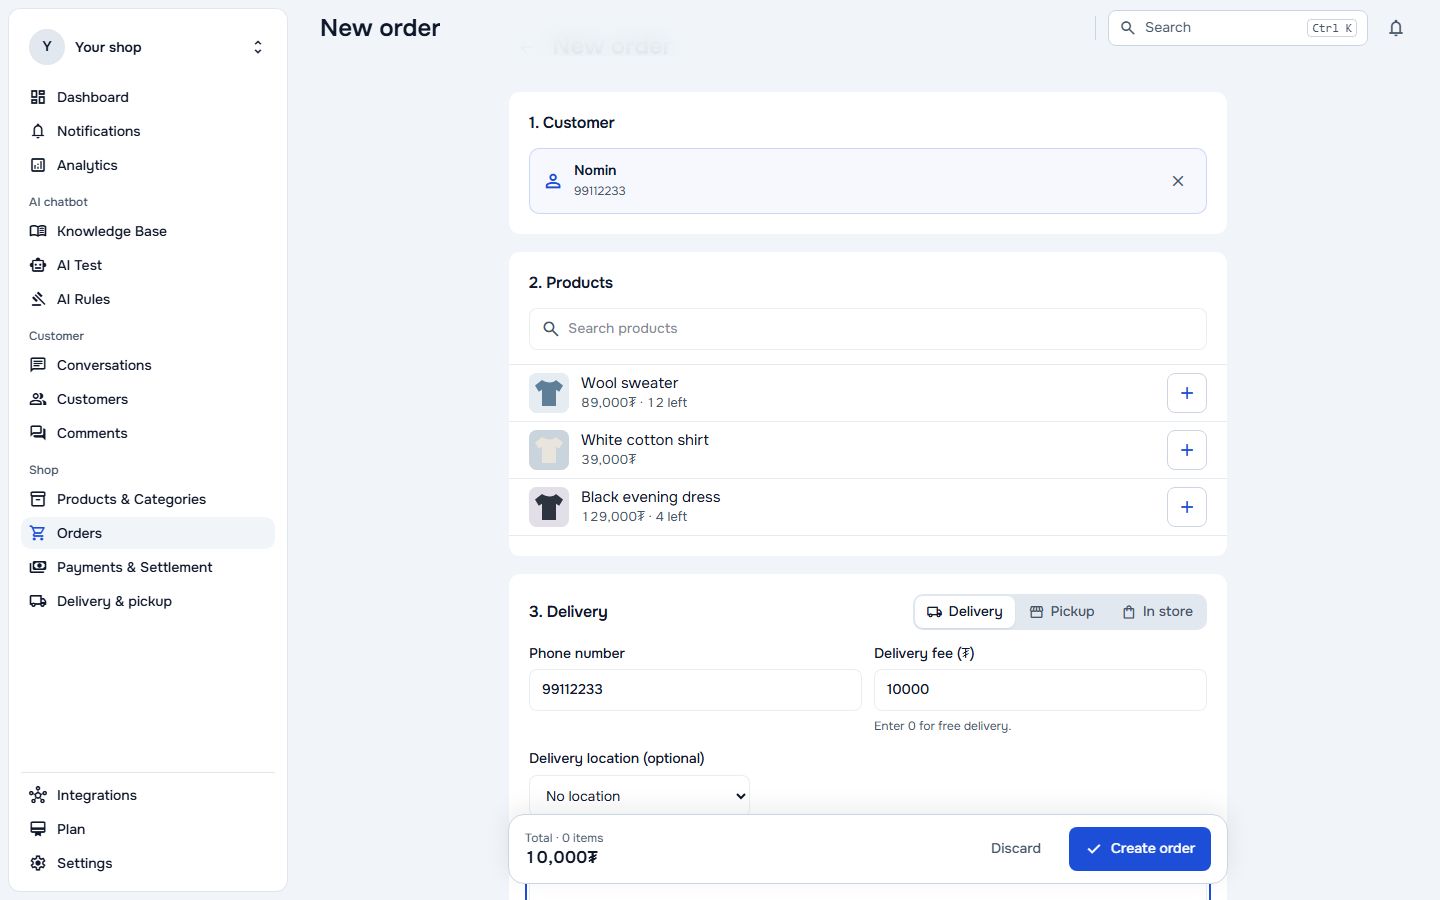 Y
Your shop
Dashboard
Notifications
Analytics
AI chatbot
Knowledge Base
AI Test
AI Rules
Customer
Conversations
Customers
Comments
Shop
Products & Categories
Orders
Payments & Settlement
Delivery & pickup
Integrations
Plan
Settings
New order
New order
Search
Ctrl K
1. Customer
Nomin
99112233
2. Products
Search products
Wool sweater
89,000₮ · 12 left
White cotton shirt
39,000₮
Black evening dress
129,000₮ · 4 left
3. Delivery
Delivery
Pickup
In store
Phone number
Delivery fee (₮)
99112233
10000
Enter 0 for free delivery.
Delivery location (optional)
No location
Total · 0 items
10,000₮
Discard
Create order